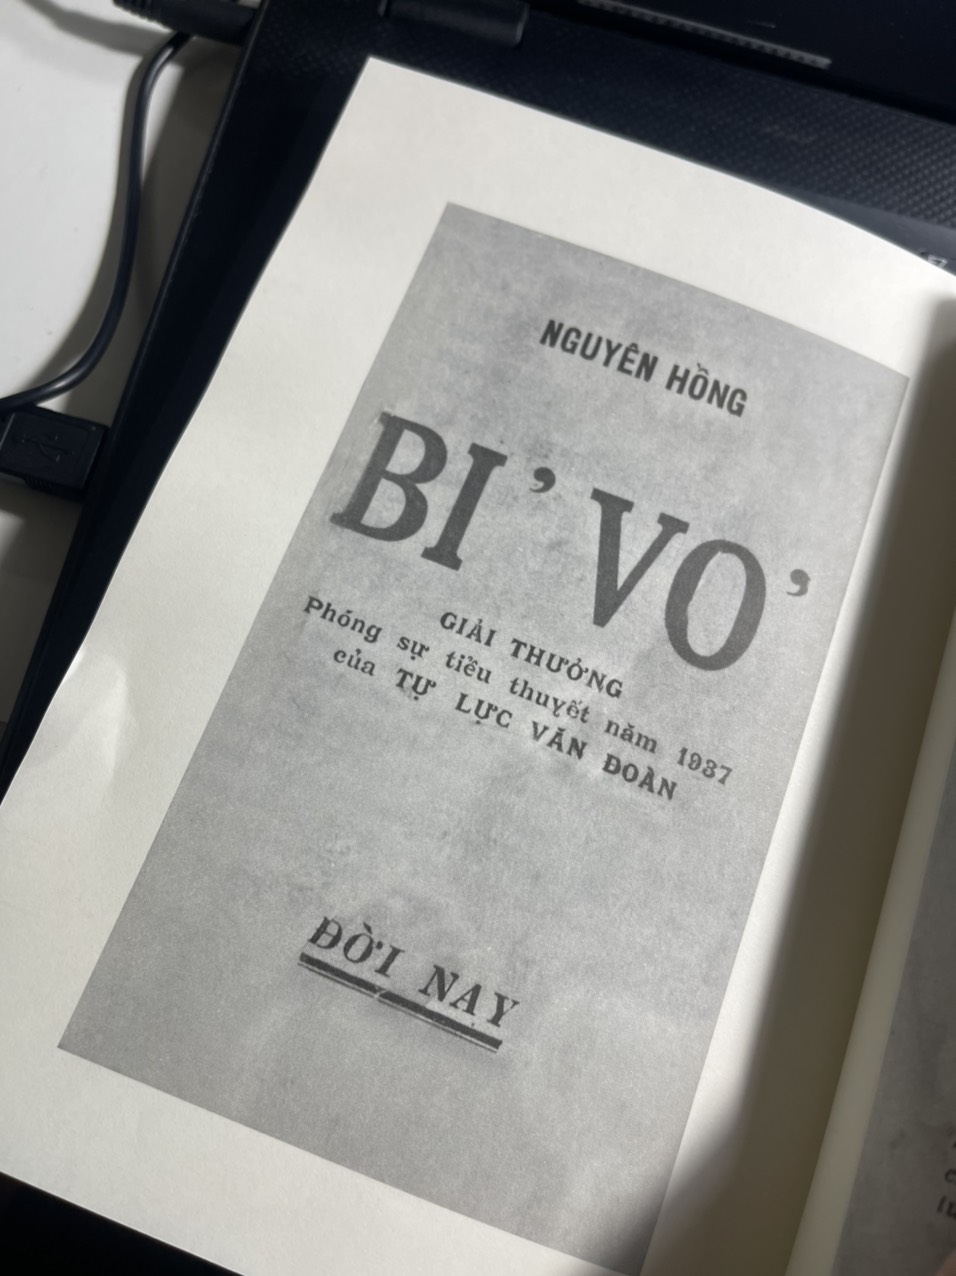 NGUYÊN HỒNG
BỈ VỎ
GIẢI THƯỞNG
Phóng sự tiểu thuyết năm 1937
của TỰ LỰC VĂN ĐOÀN
ĐỜI NAY